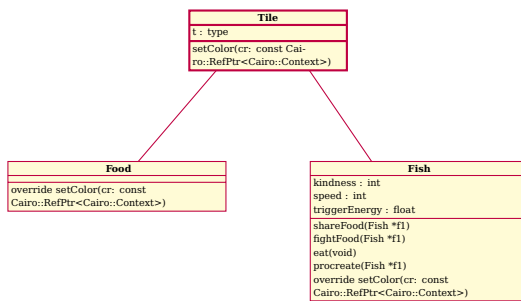 Tile
t : type
setColor(cr: const Cai-
ro::RefPtr<Cairo::Context>)
Food
override setColor(cr: const
Cairo::RefPtr<Cairo::Context>)
Fish
kindness : int
speed : int
triggerEnergy : float
shareFood(Fish *f1)
fightFood(Fish *f1)
eat(void)
procreate(Fish *f1)
override setColor(cr: const
Cairo::RefPtr<Cairo::Context>)